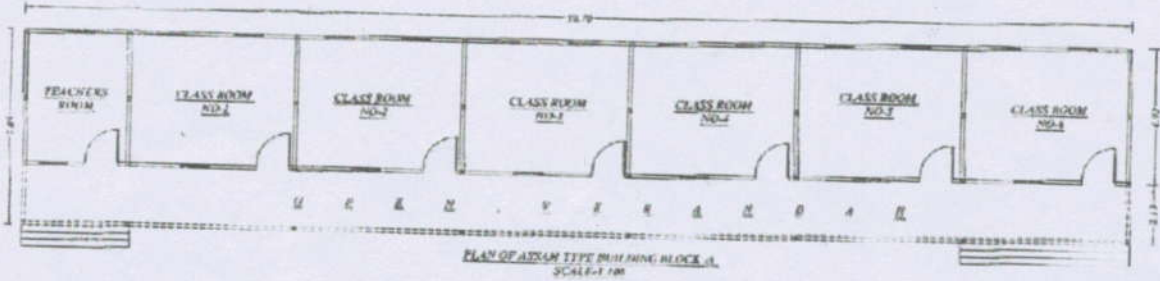 TEACHERS
ROOM
CLASS ROOM
NO-1
CLASS ROOM
NO-2
CLASS ROOM
NO-3
CLASS ROOM
NO-4
CLASS ROOM
NO-5
CLASS ROOM
NO-6
VERANDAH
PLAN OF ASSAM TYPE BUILDING BLOCK A